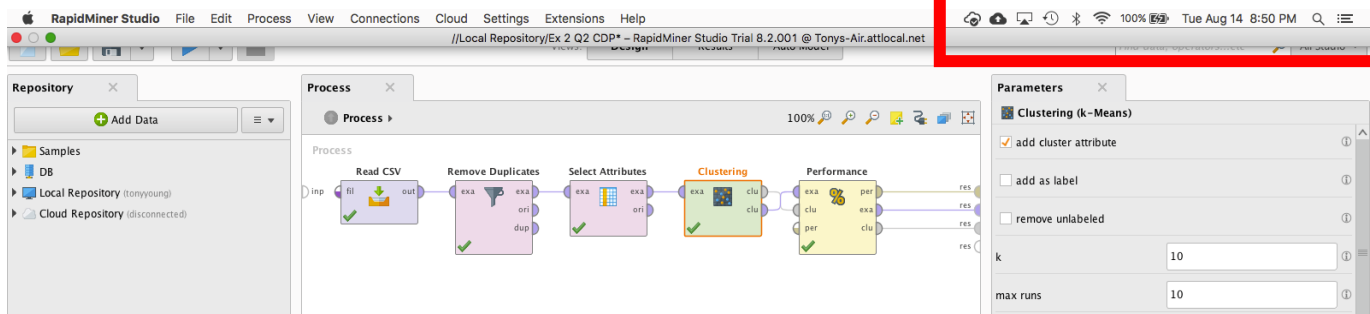 RapidMiner Studio File Edit Process View Connections Cloud Settings Extensions Help 100% Tue Aug 14 8:50 PM
//Local Repository/Ex 2 Q2 CDP* – RapidMiner Studio Trial 8.2.001 @ Tonys-Air.attlocal.net
Repository
Process
Parameters
Add Data
Process
100%
Clustering (k-Means)
Samples
DB
Local Repository (tonyyoung)
Cloud Repository (disconnected)
Process
Read CSV
Remove Duplicates
Select Attributes
Clustering
Performance
inp
fil out
exa exa
ori
dup
exa exa
ori
exa clu
clu
exa per
clu exa
per clu
res
res
res
res
add cluster attribute
add as label
remove unlabeled
k 10
max runs 10